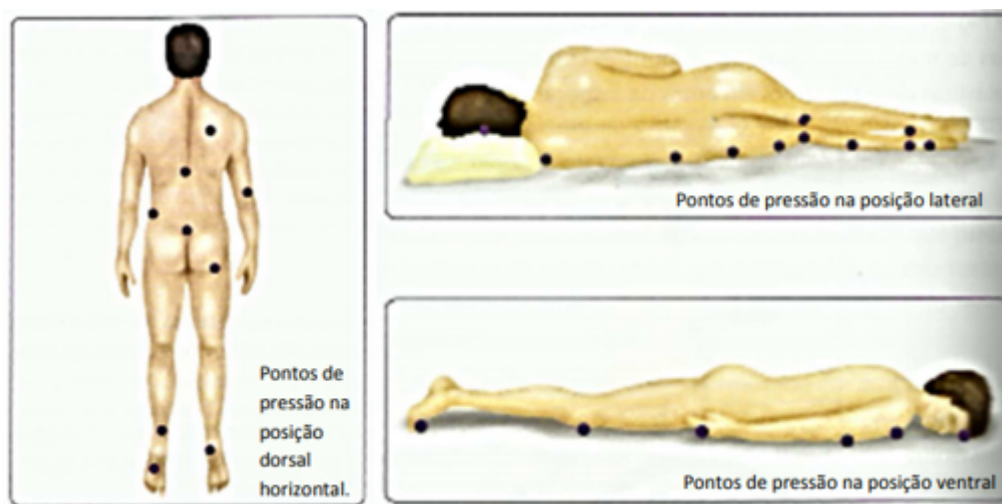 Pontos de
pressão na
posição
dorsal
horizontal.
Pontos de pressão na posição lateral
Pontos de pressão na posição ventral